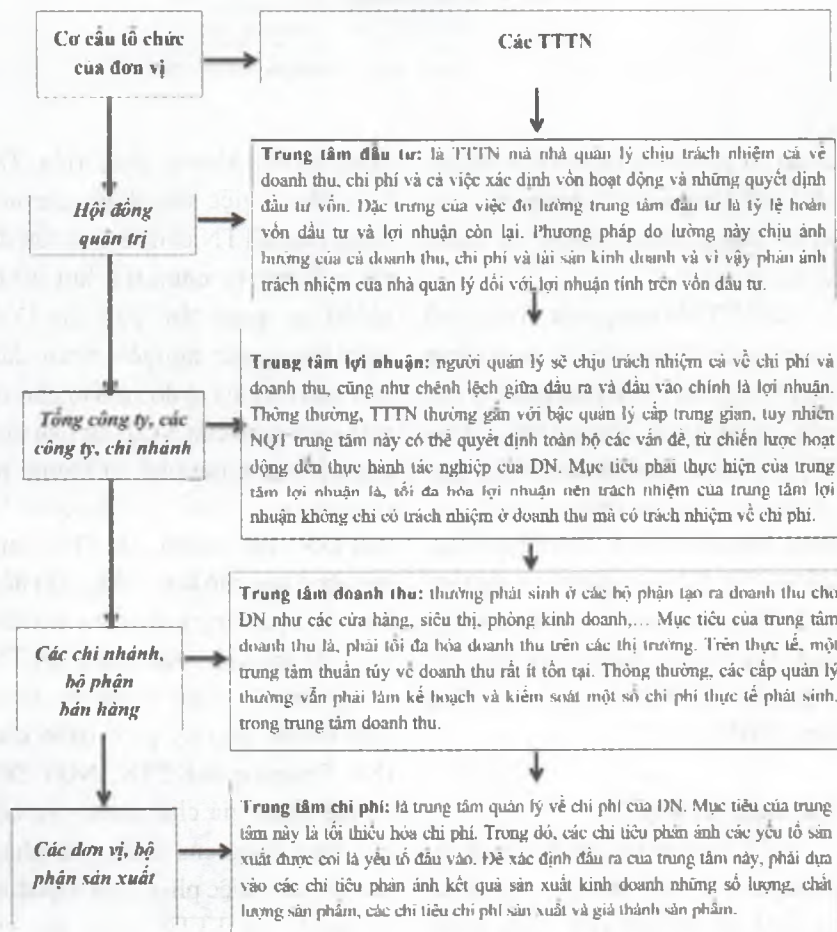 Cơ cấu tổ chức
của đơn vị
Các TTTN
Trung tâm đầu tư: là TTTN mà nhà quản lý chịu trách nhiệm cả về
doanh thu, chi phí và cả việc xác định vốn hoạt động và những quyết định
đầu tư vốn. Đặc trưng của việc đo lường trung tâm đầu tư là tỷ lệ hoàn
vốn đầu tư và lợi nhuận còn lại. Phương pháp đo lường này chịu ảnh
hưởng của cả doanh thu, chi phí và tài sản kinh doanh và vì vậy phản ánh
trách nhiệm của nhà quản lý đối với lợi nhuận tính trên vốn đầu tư.
Hội đồng
quản trị
Trung tâm lợi nhuận: người quản lý sẽ chịu trách nhiệm cả về chi phí và
doanh thu, cũng như chênh lệch giữa đầu ra và đầu vào chính là lợi nhuận.
Thông thường, TTTN thường gắn với bậc quản lý cấp trung gian, tuy nhiên
NQT trung tâm này có thể quyết định toàn bộ các vấn đề, từ chiến lược hoạt
động đến thực hành tác nghiệp của DN. Mục tiêu phải thực hiện của trung
tâm lợi nhuận là, tối đa hóa lợi nhuận nên trách nhiệm của trung tâm lợi
nhuận không chỉ có trách nhiệm ở doanh thu mà có trách nhiệm về chi phí.
Tổng công ty, các
công ty, chi nhánh
Trung tâm doanh thu: thường phát sinh ở các bộ phận tạo ra doanh thu cho
DN như các cửa hàng, siêu thị, phòng kinh doanh,… Mục tiêu của trung tâm
doanh thu là, phải tối đa hóa doanh thu trên các thị trường. Trên thực tế, một
trung tâm thuần túy về doanh thu rất ít tồn tại. Thông thường, các cấp quản lý
thường vẫn phải làm kế hoạch và kiểm soát một số chi phí thực tế phát sinh.
trong trung tâm doanh thu.
Các chi nhánh,
bộ phận
bán hàng
Trung tâm chi phí: là trung tâm quản lý về chi phí của DN. Mục tiêu của trung
tâm này là tối thiểu hóa chi phí. Trong đó, các chỉ tiêu phản ánh các yếu tố sản
xuất được coi là yếu tố đầu vào. Để xác định đầu ra của trung tâm này, phải dựa
vào các chỉ tiêu phản ánh kết quả sản xuất kinh doanh những số lượng, chất
lượng sản phẩm, các chỉ tiêu chi phí sản xuất và giá thành sản phẩm.
Các đơn vị, bộ
phận sản xuất